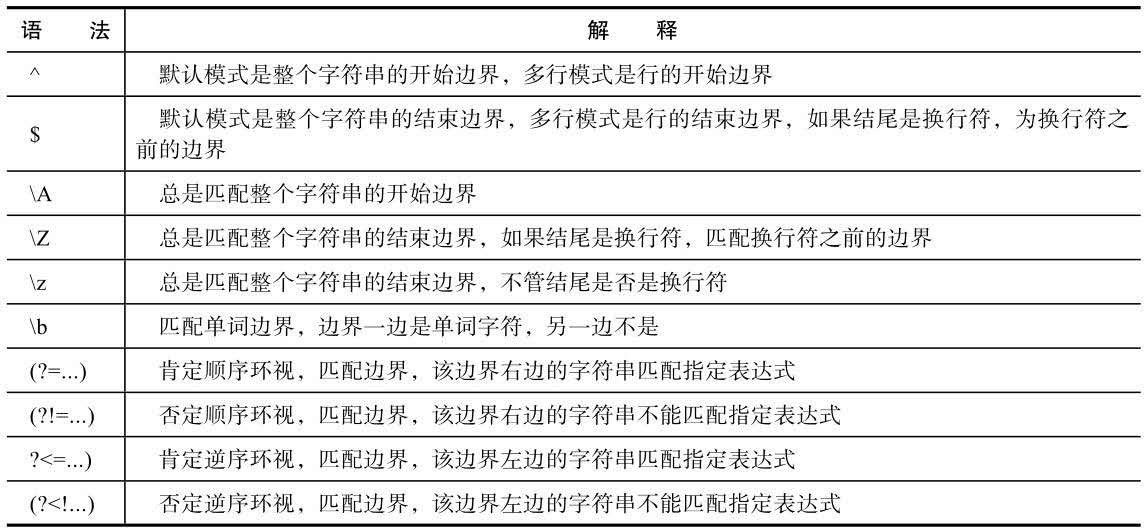 语 法 解 释
^ 默认模式是整个字符串的开始边界，多行模式是行的开始边界
$ 默认模式是整个字符串的结束边界，多行模式是行的结束边界，如果结尾是换行符，为换行符之
前的边界
\A 总是匹配整个字符串的开始边界
\Z 总是匹配整个字符串的结束边界，如果结尾是换行符，匹配换行符之前的边界
\z 总是匹配整个字符串的结束边界，不管结尾是否是换行符
\b 匹配单词边界，边界一边是单词字符，另一边不是
(?=...) 肯定顺序环视，匹配边界，该边界右边的字符串匹配指定表达式
(?!=...) 否定顺序环视，匹配边界，该边界右边的字符串不能匹配指定表达式
?<=...) 肯定逆序环视，匹配边界，该边界左边的字符串匹配指定表达式
(?<!...) 否定逆序环视，匹配边界，该边界左边的字符串不能匹配指定表达式